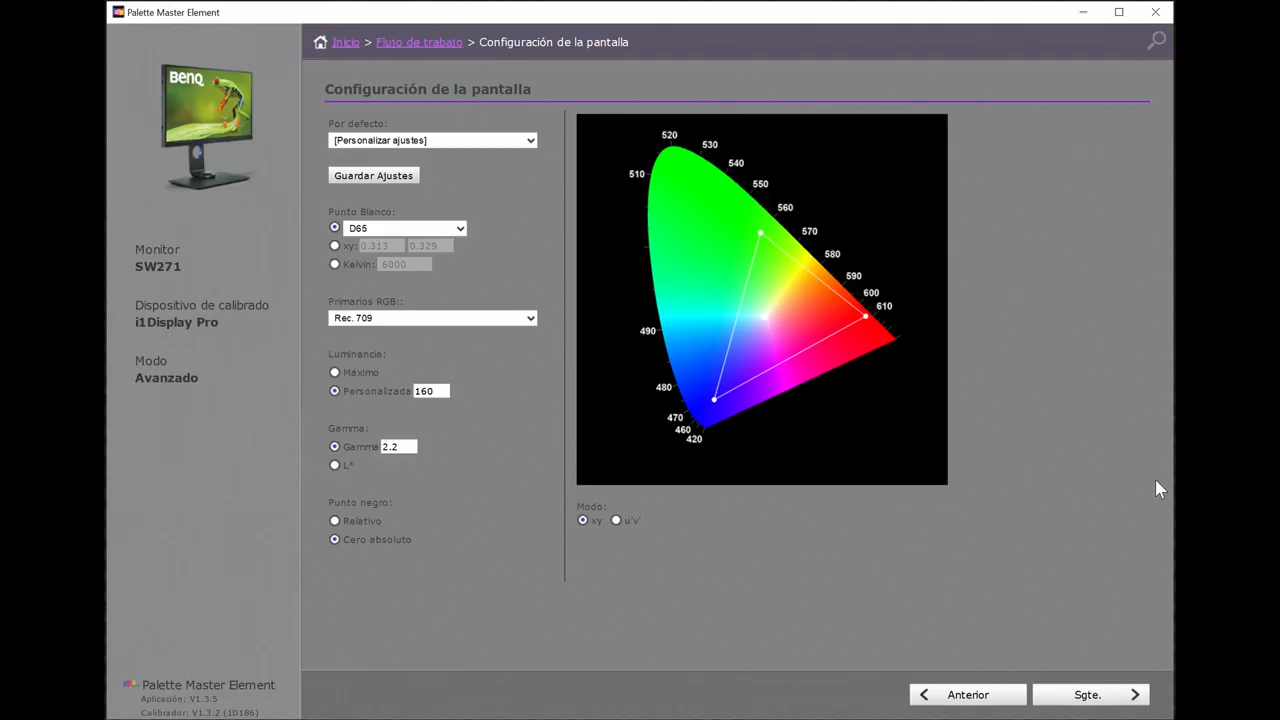 Palette Master Element
Inicio > Flujo de trabajo > Configuración de la pantalla
BENQ
Monitor
SW271
Dispositivo de calibrado
i1Display Pro
Modo
Avanzado
Palette Master Element
Aplicación: V1.3.5
Calibrador: V1.3.2 (1D186)
Configuración de la pantalla
Por defecto:
[Personalizar ajustes]
Guardar Ajustes
Punto Blanco:
D65
xy: 0.313 0.329
Kelvin: 6000
Primarios RGB::
Rec. 709
Luminancia:
Máximo
Personalizada 160
Gamma:
Gamma 2.2
L*
Punto negro:
Relativo
Cero absoluto
520
530
540
510
550
560
570
580
590
600
610
490
480
470
460
420
Modo:
xy u'v'
Anterior
Sgte.